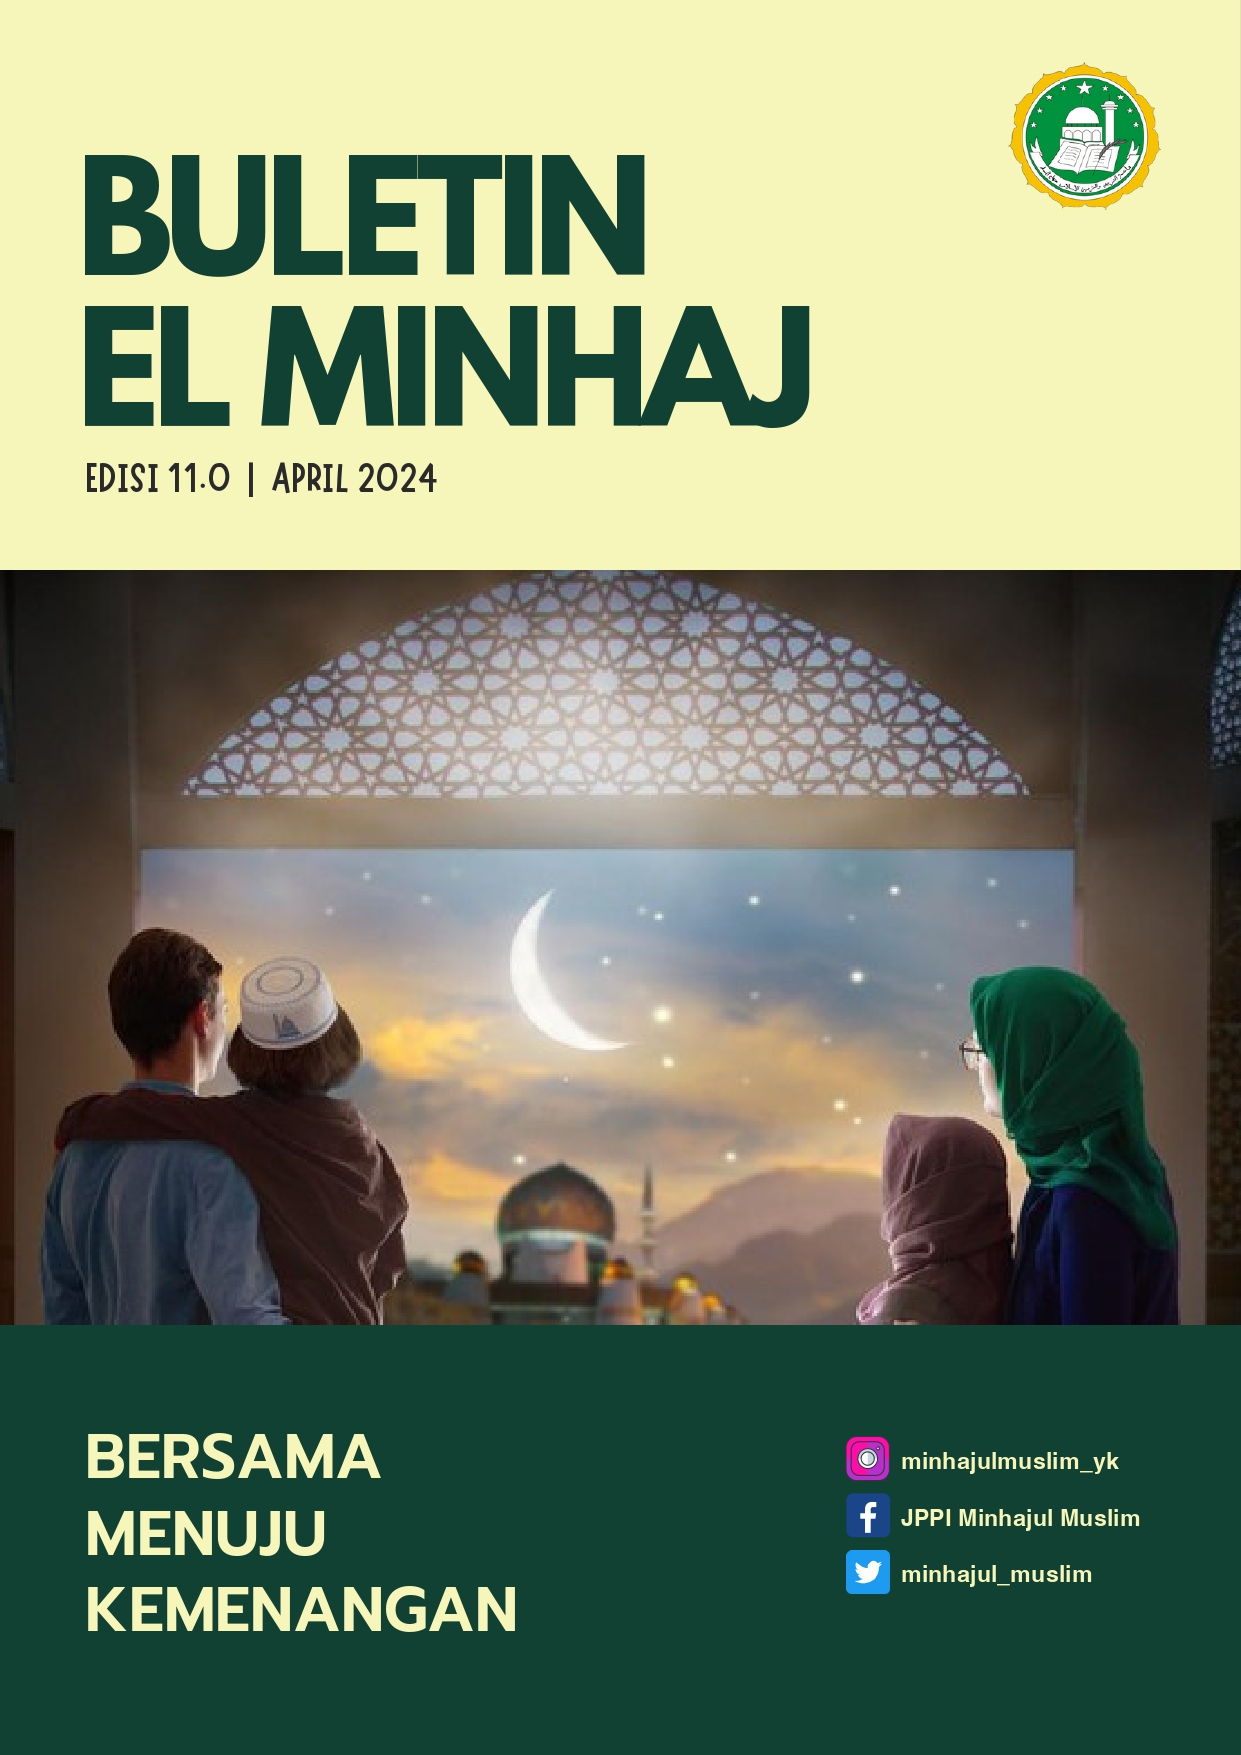 BULETIN
EL MINHAJ
EDISI 11.0 | APRIL 2024
BERSAMA
MENUJU
KEMENANGAN
minhajulmuslim_yk
JPPI Minhajul Muslim
minhajul_muslim